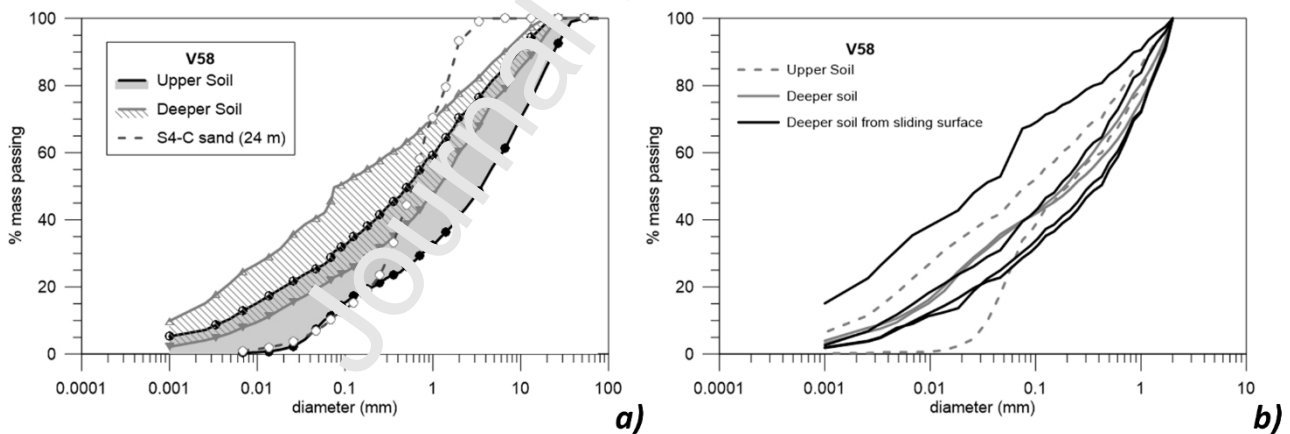 100
80
60
40
20
0
% mass passing
V58
Upper Soil
Deeper Soil
S4-C sand (24 m)
0.0001 0.001 0.01 0.1 1 10 100
diameter (mm)
a)
Journal
100
80
60
40
20
0
% mass passing
V58
Upper Soil
Deeper soil
Deeper soil from sliding surface
0.0001 0.001 0.01 0.1 1 10
diameter (mm)
b)